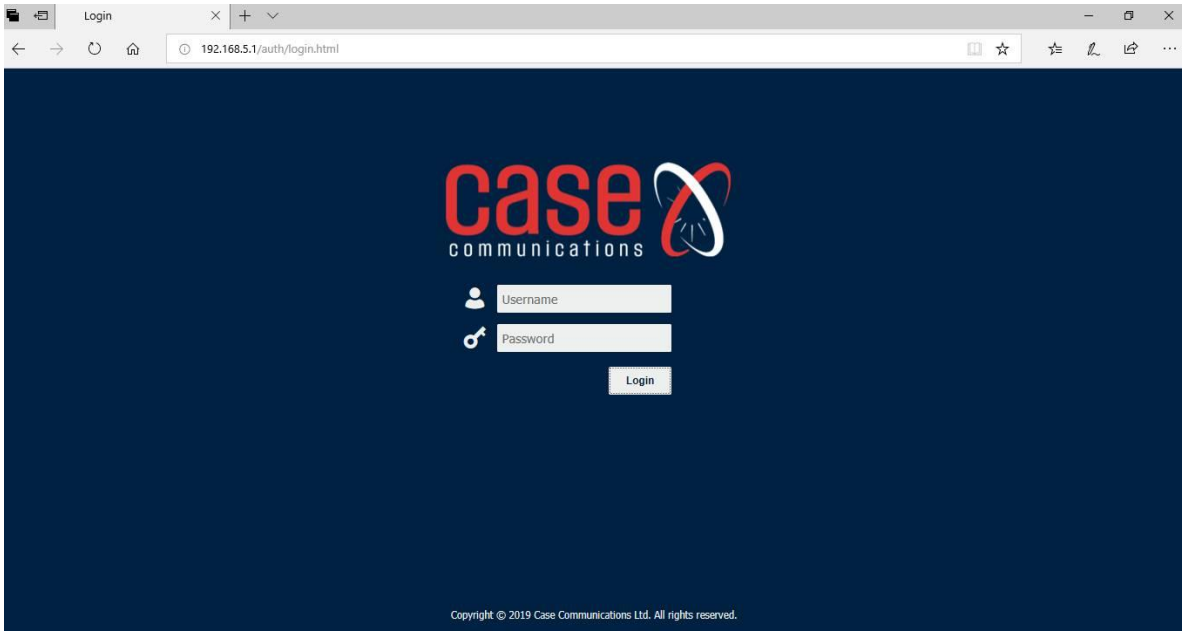 Login
192.168.5.1/auth/login.html
case
communications
Username
Password
Login
Copyright © 2019 Case Communications Ltd. All rights reserved.